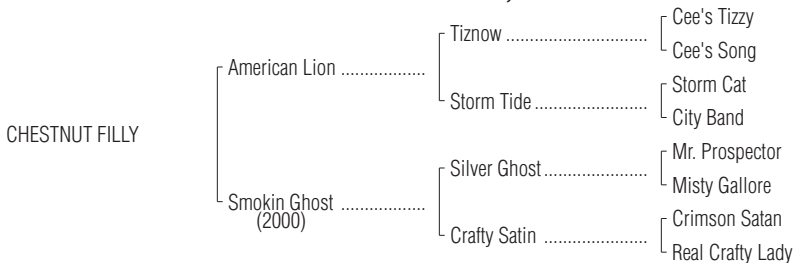 Cee's Tizzy
Tiznow ................................
Cee's Song
American Lion ..................
Storm Cat
Storm Tide .........................
City Band
CHESTNUT FILLY
Mr. Prospector
Silver Ghost .......................
Misty Gallore
Smokin Ghost ..................
(2000)
Crimson Satan
Crafty Satin .......................
Real Crafty Lady